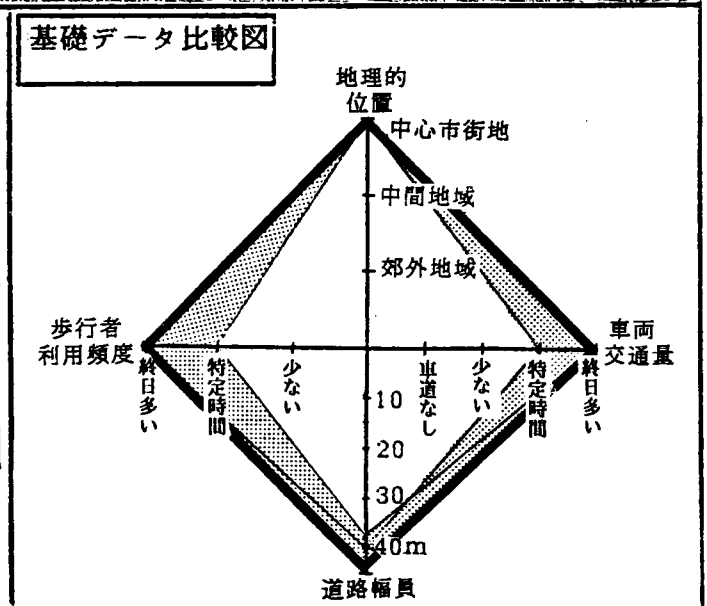 基礎データ比較図
地理的
位置
中心市街地
中間地域
郊外地域
歩行者
利用頻度
車両
交通量
終日多い
特定時間
少ない
車道なし
少ない
特定時間
終日多い
10
20
30
40m
道路幅員